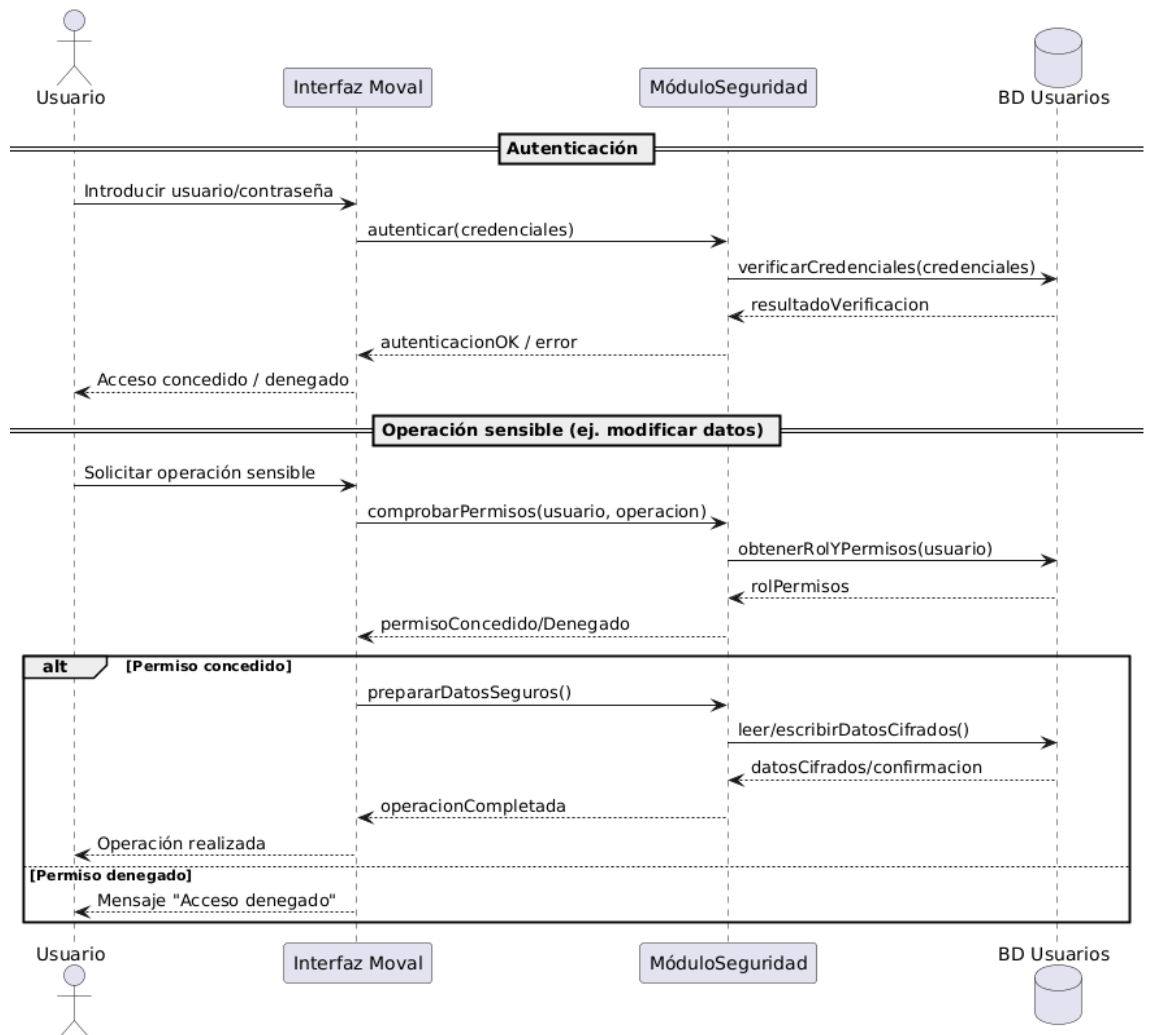 Usuario
Interfaz Moval
MóduloSeguridad
BD Usuarios
Autenticación
Introducir usuario/contraseña
autenticar(credenciales)
verificarCredenciales(credenciales)
resultadoVerificacion
autenticacionOK / error
Acceso concedido / denegado
Operación sensible (ej. modificar datos)
Solicitar operación sensible
comprobarPermisos(usuario, operacion)
obtenerRolYPermisos(usuario)
rolPermisos
permisoConcedido/Denegado
alt [Permiso concedido]
prepararDatosSeguros()
leer/escribirDatosCifrados()
datosCifrados/confirmacion
operacionCompletada
Operación realizada
[Permiso denegado]
Mensaje "Acceso denegado"
Usuario
Interfaz Moval
MóduloSeguridad
BD Usuarios